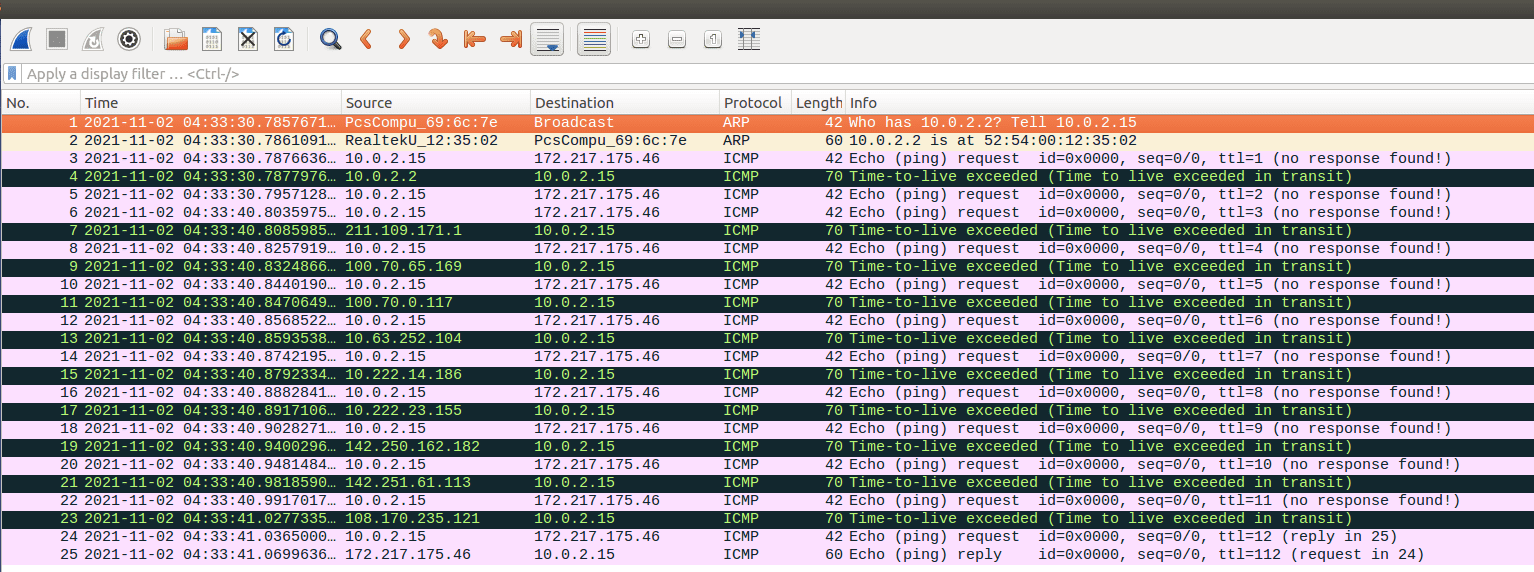 Apply a display filter … <Ctrl-/>
No. Time Source Destination Protocol Length Info
1 2021-11-02 04:33:30.7857671… PcsCompu_69:6c:7e Broadcast ARP 42 Who has 10.0.2.2? Tell 10.0.2.15
2 2021-11-02 04:33:30.7861091… RealtekU_12:35:02 PcsCompu_69:6c:7e ARP 60 10.0.2.2 is at 52:54:00:12:35:02
3 2021-11-02 04:33:30.7876636… 10.0.2.15 172.217.175.46 ICMP 42 Echo (ping) request id=0x0000, seq=0/0, ttl=1 (no response found!)
4 2021-11-02 04:33:30.7877976… 10.0.2.2 10.0.2.15 ICMP 70 Time-to-live exceeded (Time to live exceeded in transit)
5 2021-11-02 04:33:30.7957128… 10.0.2.15 172.217.175.46 ICMP 42 Echo (ping) request id=0x0000, seq=0/0, ttl=2 (no response found!)
6 2021-11-02 04:33:40.8035975… 10.0.2.15 172.217.175.46 ICMP 42 Echo (ping) request id=0x0000, seq=0/0, ttl=3 (no response found!)
7 2021-11-02 04:33:40.8085985… 211.109.171.1 10.0.2.15 ICMP 70 Time-to-live exceeded (Time to live exceeded in transit)
8 2021-11-02 04:33:40.8257919… 10.0.2.15 172.217.175.46 ICMP 42 Echo (ping) request id=0x0000, seq=0/0, ttl=4 (no response found!)
9 2021-11-02 04:33:40.8324866… 100.70.65.169 10.0.2.15 ICMP 70 Time-to-live exceeded (Time to live exceeded in transit)
10 2021-11-02 04:33:40.8440190… 10.0.2.15 172.217.175.46 ICMP 42 Echo (ping) request id=0x0000, seq=0/0, ttl=5 (no response found!)
11 2021-11-02 04:33:40.8470649… 100.70.0.117 10.0.2.15 ICMP 70 Time-to-live exceeded (Time to live exceeded in transit)
12 2021-11-02 04:33:40.8568522… 10.0.2.15 172.217.175.46 ICMP 42 Echo (ping) request id=0x0000, seq=0/0, ttl=6 (no response found!)
13 2021-11-02 04:33:40.8593538… 10.63.252.104 10.0.2.15 ICMP 70 Time-to-live exceeded (Time to live exceeded in transit)
14 2021-11-02 04:33:40.8742195… 10.0.2.15 172.217.175.46 ICMP 42 Echo (ping) request id=0x0000, seq=0/0, ttl=7 (no response found!)
15 2021-11-02 04:33:40.8792334… 10.222.14.186 10.0.2.15 ICMP 70 Time-to-live exceeded (Time to live exceeded in transit)
16 2021-11-02 04:33:40.8882841… 10.0.2.15 172.217.175.46 ICMP 42 Echo (ping) request id=0x0000, seq=0/0, ttl=8 (no response found!)
17 2021-11-02 04:33:40.8917106… 10.222.23.155 10.0.2.15 ICMP 70 Time-to-live exceeded (Time to live exceeded in transit)
18 2021-11-02 04:33:40.9028271… 10.0.2.15 172.217.175.46 ICMP 42 Echo (ping) request id=0x0000, seq=0/0, ttl=9 (no response found!)
19 2021-11-02 04:33:40.9400296… 142.250.162.182 10.0.2.15 ICMP 70 Time-to-live exceeded (Time to live exceeded in transit)
20 2021-11-02 04:33:40.9481484… 10.0.2.15 172.217.175.46 ICMP 42 Echo (ping) request id=0x0000, seq=0/0, ttl=10 (no response found!)
21 2021-11-02 04:33:40.9818590… 142.251.61.113 10.0.2.15 ICMP 70 Time-to-live exceeded (Time to live exceeded in transit)
22 2021-11-02 04:33:40.9917017… 10.0.2.15 172.217.175.46 ICMP 42 Echo (ping) request id=0x0000, seq=0/0, ttl=11 (no response found!)
23 2021-11-02 04:33:41.0277335… 108.170.235.121 10.0.2.15 ICMP 70 Time-to-live exceeded (Time to live exceeded in transit)
24 2021-11-02 04:33:41.0365000… 10.0.2.15 172.217.175.46 ICMP 42 Echo (ping) request id=0x0000, seq=0/0, ttl=12 (reply in 25)
25 2021-11-02 04:33:41.0699636… 172.217.175.46 10.0.2.15 ICMP 60 Echo (ping) reply id=0x0000, seq=0/0, ttl=112 (request in 24)